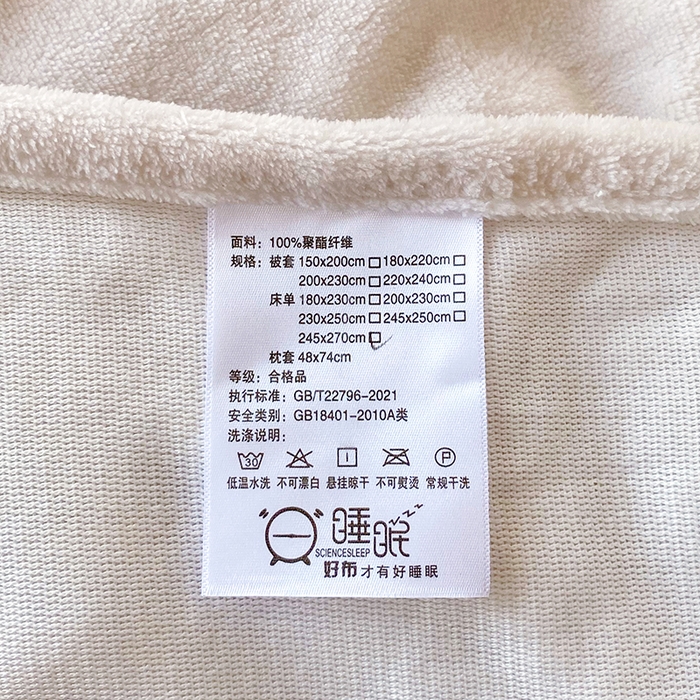 面料：100%聚酯纤维
规格：被套 150x200cm □ 180x220cm □
200x230cm □ 220x240cm □
床单 180x230cm □ 200x230cm □
230x250cm □ 245x250cm □
245x270cm □
枕套 48x74cm
等级：合格品
执行标准：GB/T22796-2021
安全类别：GB18401-2010A类
洗涤说明：
30 P
低温水洗 不可漂白 悬挂晾干 不可熨烫 常规干洗
睡眠zzz
SCIENCESLEEP
好布才有好睡眠